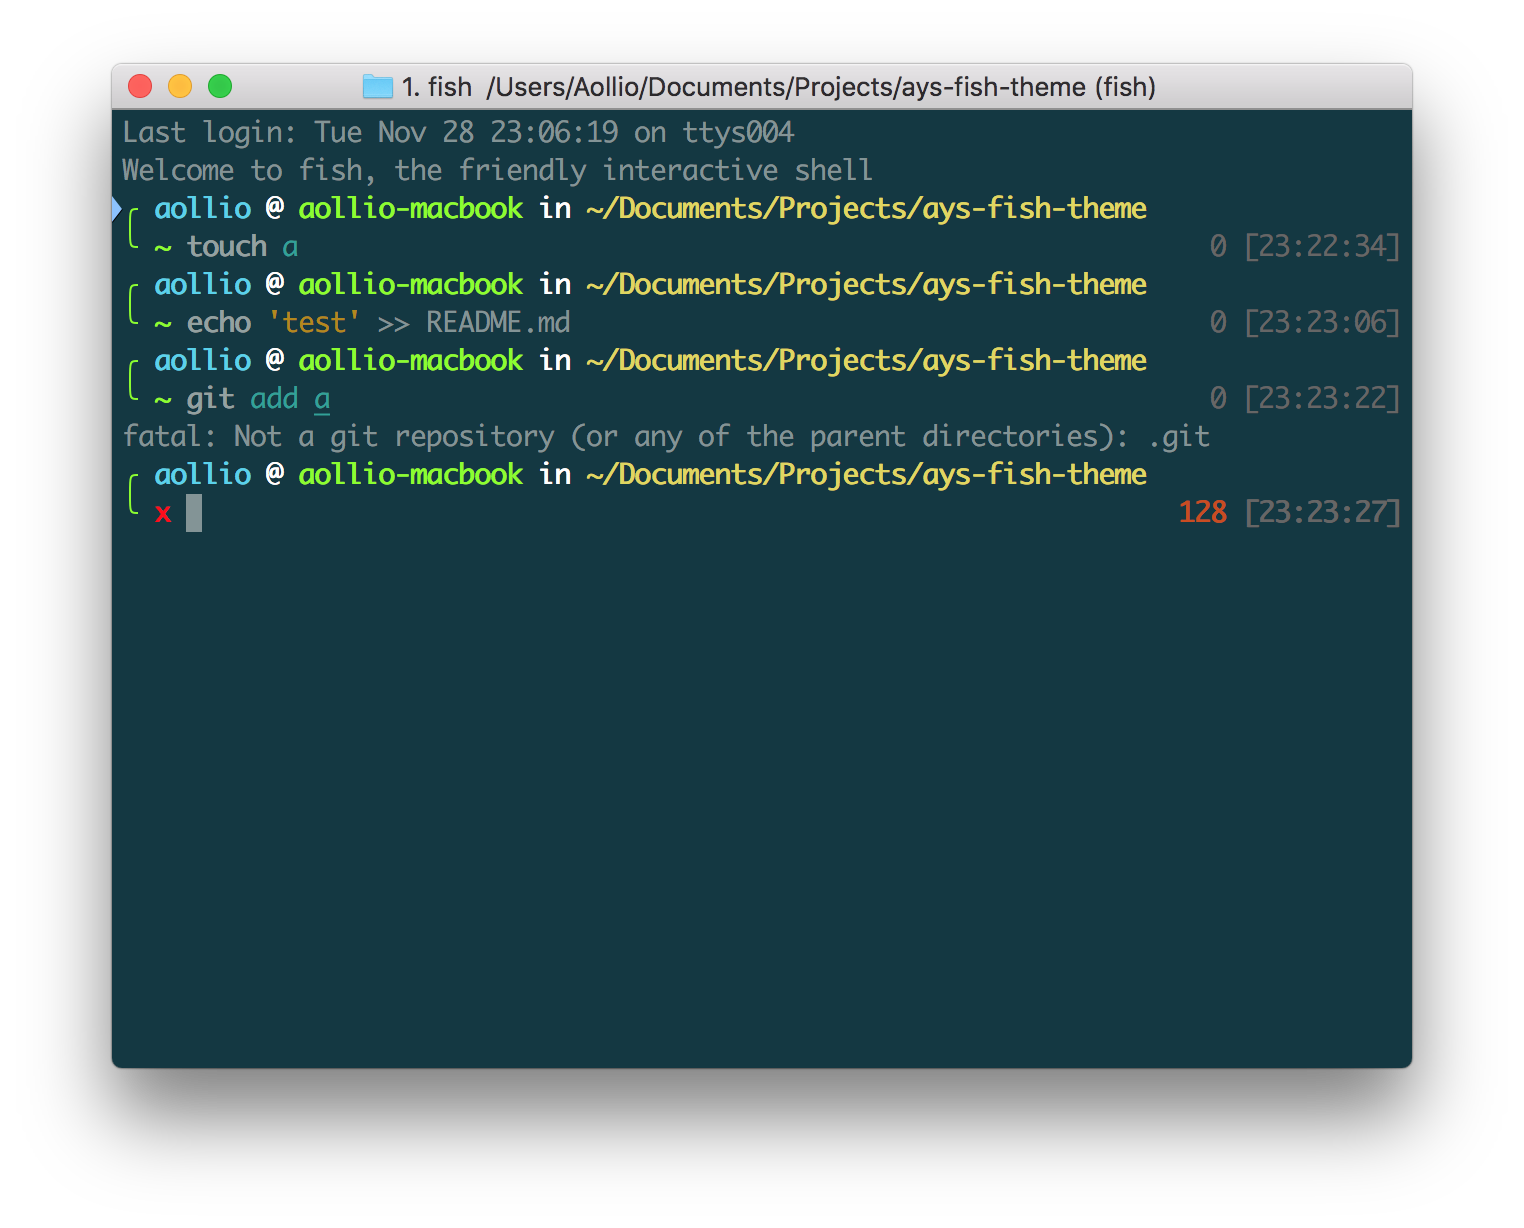 1. fish /Users/Aollio/Documents/Projects/ays-fish-theme (fish)
Last login: Tue Nov 28 23:06:19 on ttys004
Welcome to fish, the friendly interactive shell
aollio @ aollio-macbook in ~/Documents/Projects/ays-fish-theme
~ touch a 0 [23:22:34]
aollio @ aollio-macbook in ~/Documents/Projects/ays-fish-theme
~ echo 'test' >> README.md 0 [23:23:06]
aollio @ aollio-macbook in ~/Documents/Projects/ays-fish-theme
~ git add a 0 [23:23:22]
fatal: Not a git repository (or any of the parent directories): .git
aollio @ aollio-macbook in ~/Documents/Projects/ays-fish-theme
x 128 [23:23:27]